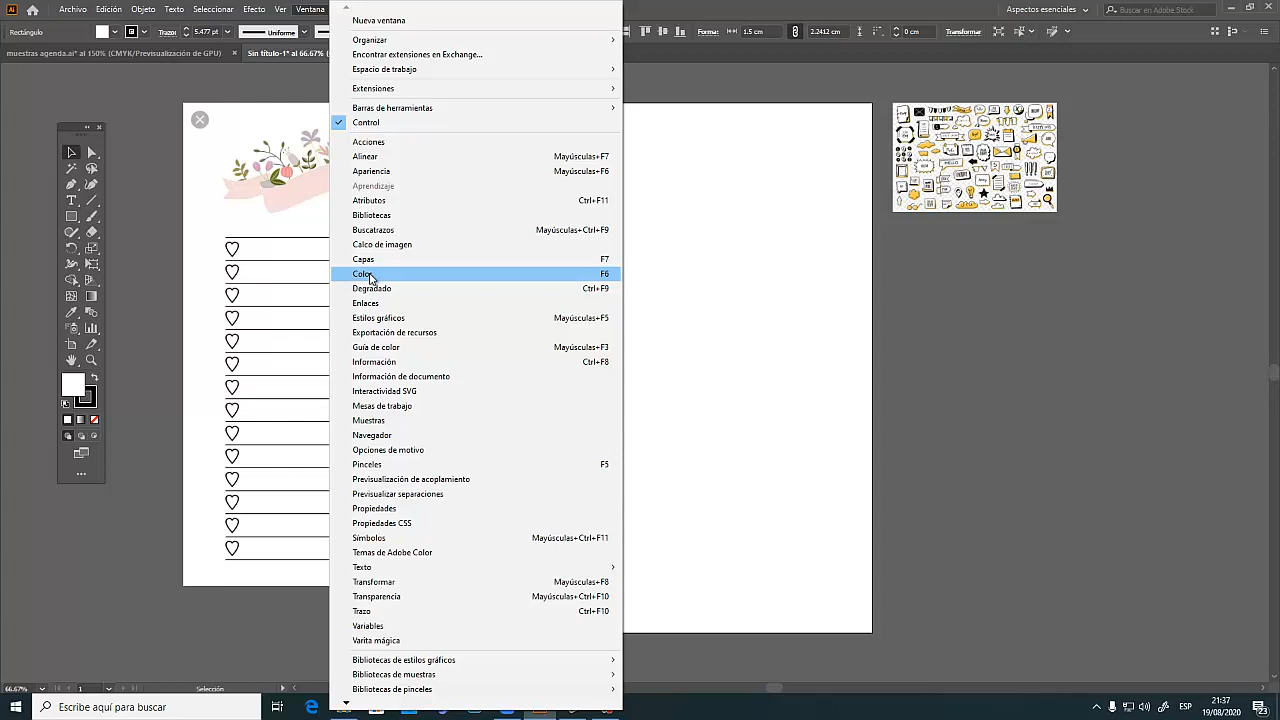 Ai Archivo Edición Objeto Texto Seleccionar Efecto Ver Ventana
Aspectos esenciales
Buscar en Adobe Stock
Rectángulo
Trazo: 5.477 pt
Uniforme
Forma: 1.5 cm 2.2412 cm 0 cm
Transformar
muestras agenda.ai* al 150% (CMYK/Previsualización de GPU) ×
Sin título-1* al 66.67%
Nueva ventana
Organizar
Encontrar extensiones en Exchange...
Espacio de trabajo
Extensiones
Barras de herramientas
Control
Acciones
Alinear Mayúsculas+F7
Apariencia Mayúsculas+F6
Aprendizaje
Atributos Ctrl+F11
Bibliotecas
Buscatrazos Mayúsculas+Ctrl+F9
Calco de imagen
Capas F7
Color F6
Degradado Ctrl+F9
Enlaces
Estilos gráficos Mayúsculas+F5
Exportación de recursos
Guía de color Mayúsculas+F3
Información Ctrl+F8
Información de documento
Interactividad SVG
Mesas de trabajo
Muestras
Navegador
Opciones de motivo
Pinceles F5
Previsualización de acoplamiento
Previsualizar separaciones
Propiedades
Propiedades CSS
Símbolos Mayúsculas+Ctrl+F11
Temas de Adobe Color
Texto
Transformar Mayúsculas+F8
Transparencia Mayúsculas+Ctrl+F10
Trazo Ctrl+F10
Variables
Varita mágica
Bibliotecas de estilos gráficos
Bibliotecas de muestras
Bibliotecas de pinceles
66.67% 1 Selección
Escribe aquí para buscar
21:37
10/08/2020